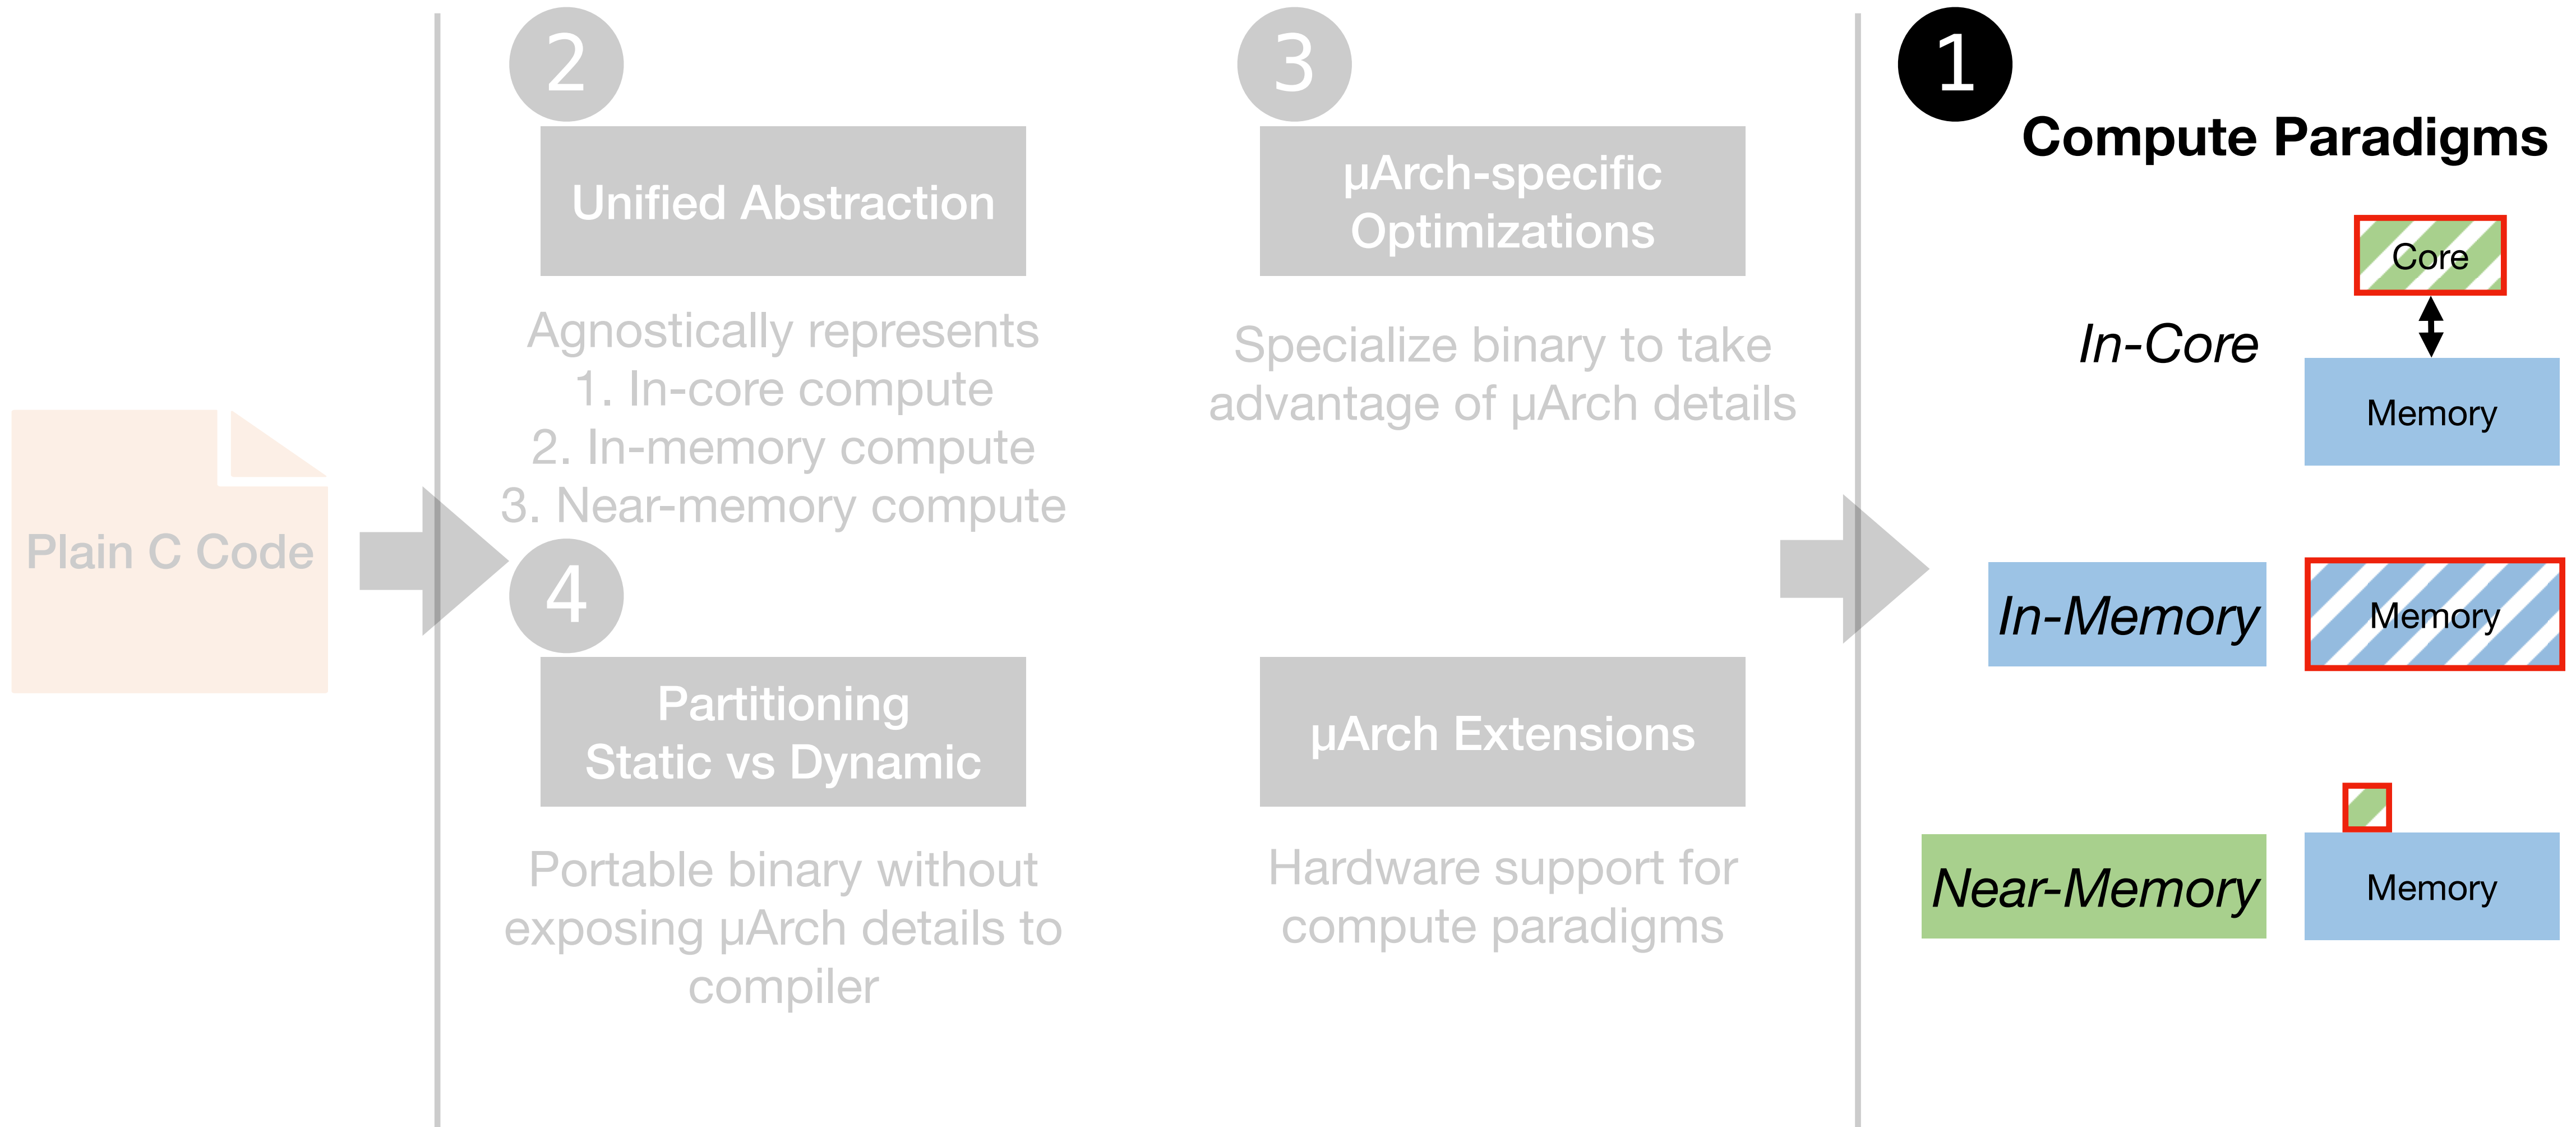 Plain C Code
2
Unified Abstraction
Agnostically represents
1. In-core compute
2. In-memory compute
3. Near-memory compute
3
µArch-specific
Optimizations
Specialize binary to take
advantage of µArch details
4
Partitioning
Static vs Dynamic
Portable binary without
exposing µArch details to
compiler
µArch Extensions
Hardware support for
compute paradigms
1
Compute Paradigms
In-Core
Core
Memory
In-Memory
Memory
Near-Memory
Memory